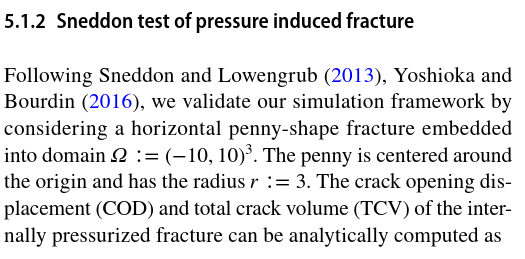 5.1.2 Sneddon test of pressure induced fracture
Following Sneddon and Lowengrub (2013), Yoshioka and
Bourdin (2016), we validate our simulation framework by
considering a horizontal penny-shape fracture embedded
into domain Ω := (−10, 10)³. The penny is centered around
the origin and has the radius r := 3. The crack opening dis-
placement (COD) and total crack volume (TCV) of the inter-
nally pressurized fracture can be analytically computed as